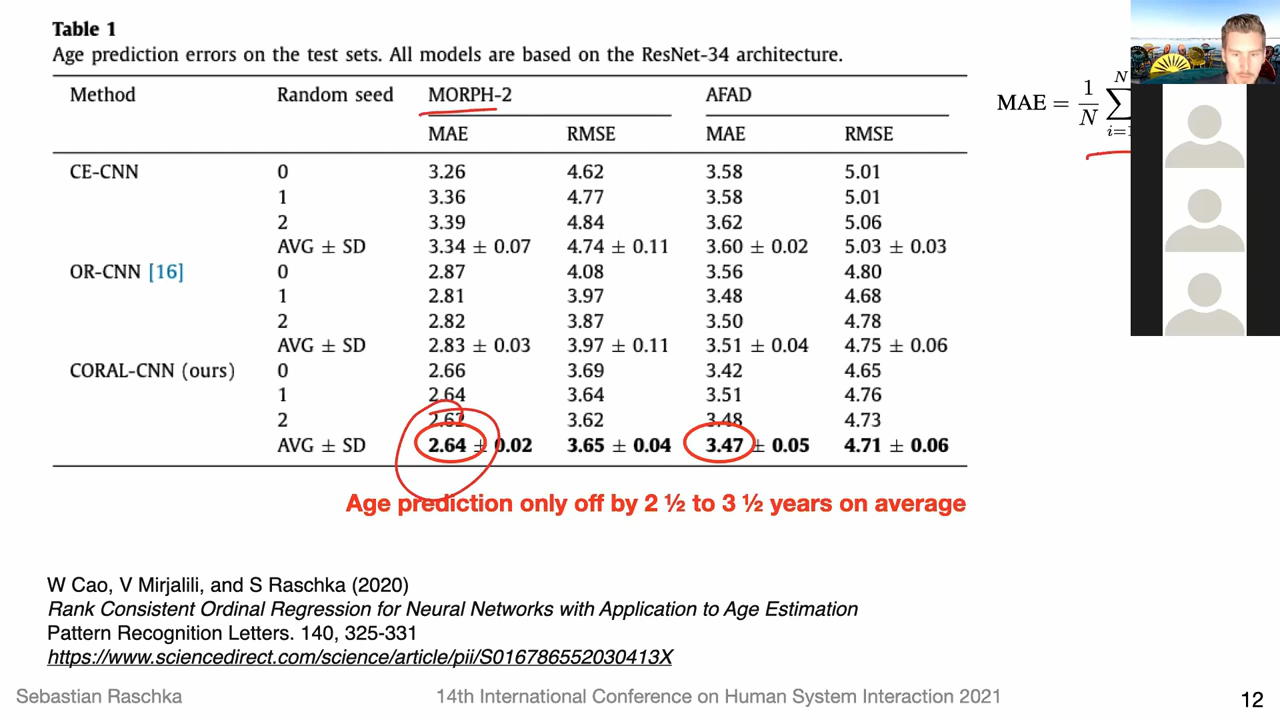 Table 1
Age prediction errors on the test sets. All models are based on the ResNet-34 architecture.
Method Random seed MORPH-2 AFAD
MAE RMSE MAE RMSE
CE-CNN 0 3.26 4.62 3.58 5.01
1 3.36 4.77 3.58 5.01
2 3.39 4.84 3.62 5.06
AVG ± SD 3.34 ± 0.07 4.74 ± 0.11 3.60 ± 0.02 5.03 ± 0.03
OR-CNN [16] 0 2.87 4.08 3.56 4.80
1 2.81 3.97 3.48 4.68
2 2.82 3.87 3.50 4.78
AVG ± SD 2.83 ± 0.03 3.97 ± 0.11 3.51 ± 0.04 4.75 ± 0.06
CORAL-CNN (ours) 0 2.66 3.69 3.42 4.65
1 2.64 3.64 3.51 4.76
2 2.62 3.62 3.48 4.73
AVG ± SD 2.64 ± 0.02 3.65 ± 0.04 3.47 ± 0.05 4.71 ± 0.06
MAE = 1/N ∑ N i=1
Age prediction only off by 2 ½ to 3 ½ years on average
W Cao, V Mirjalili, and S Raschka (2020)
Rank Consistent Ordinal Regression for Neural Networks with Application to Age Estimation
Pattern Recognition Letters. 140, 325-331
https://www.sciencedirect.com/science/article/pii/S016786552030413X
Sebastian Raschka 14th International Conference on Human System Interaction 2021 12